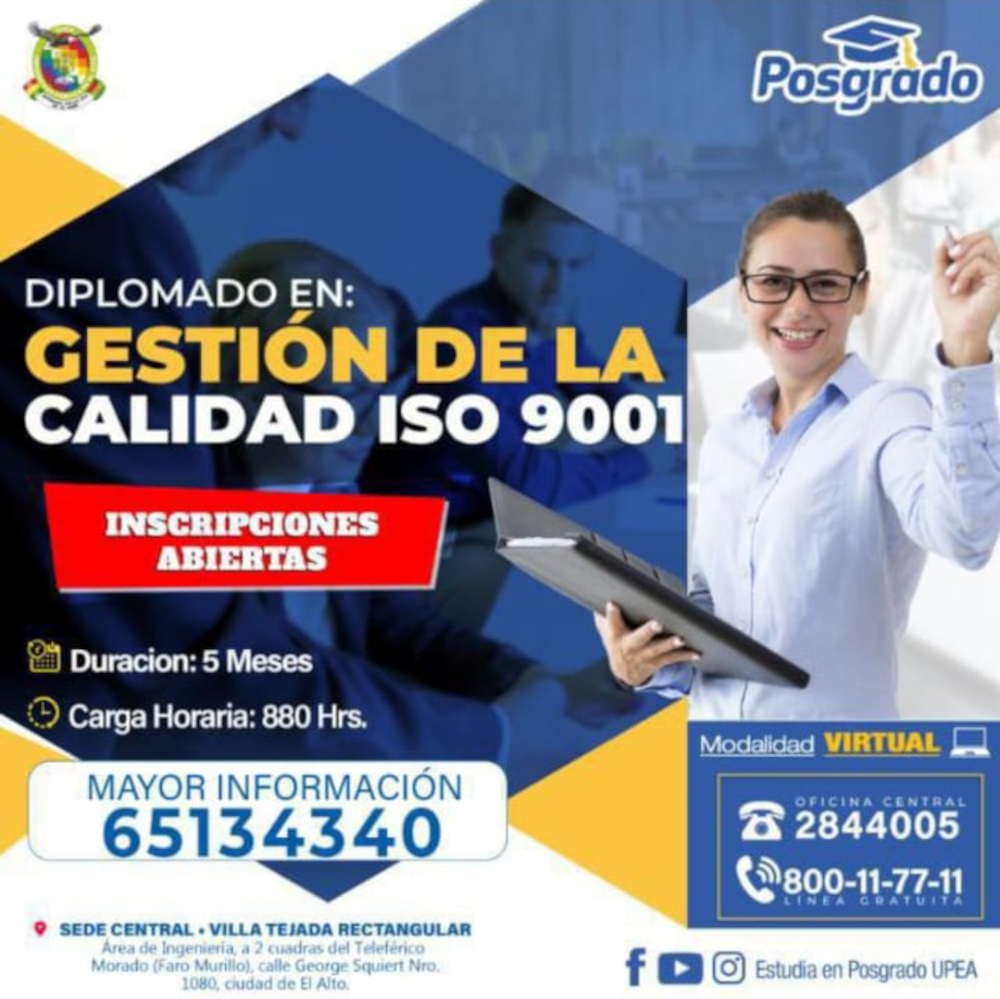 Posgrado
DIPLOMADO EN:
GESTIÓN DE LA
CALIDAD ISO 9001
INSCRIPCIONES
ABIERTAS
Duracion: 5 Meses
Carga Horaria: 880 Hrs.
MAYOR INFORMACIÓN
65134340
Modalidad VIRTUAL
OFICINA CENTRAL
2844005
800-11-77-11
LINEA GRATUITA
SEDE CENTRAL • VILLA TEJADA RECTANGULAR
Área de Ingeniería, a 2 cuadras del Teleférico
Morado (Faro Murillo), calle George Squiert Nro.
1080, ciudad de El Alto.
Estudia en Posgrado UPEA